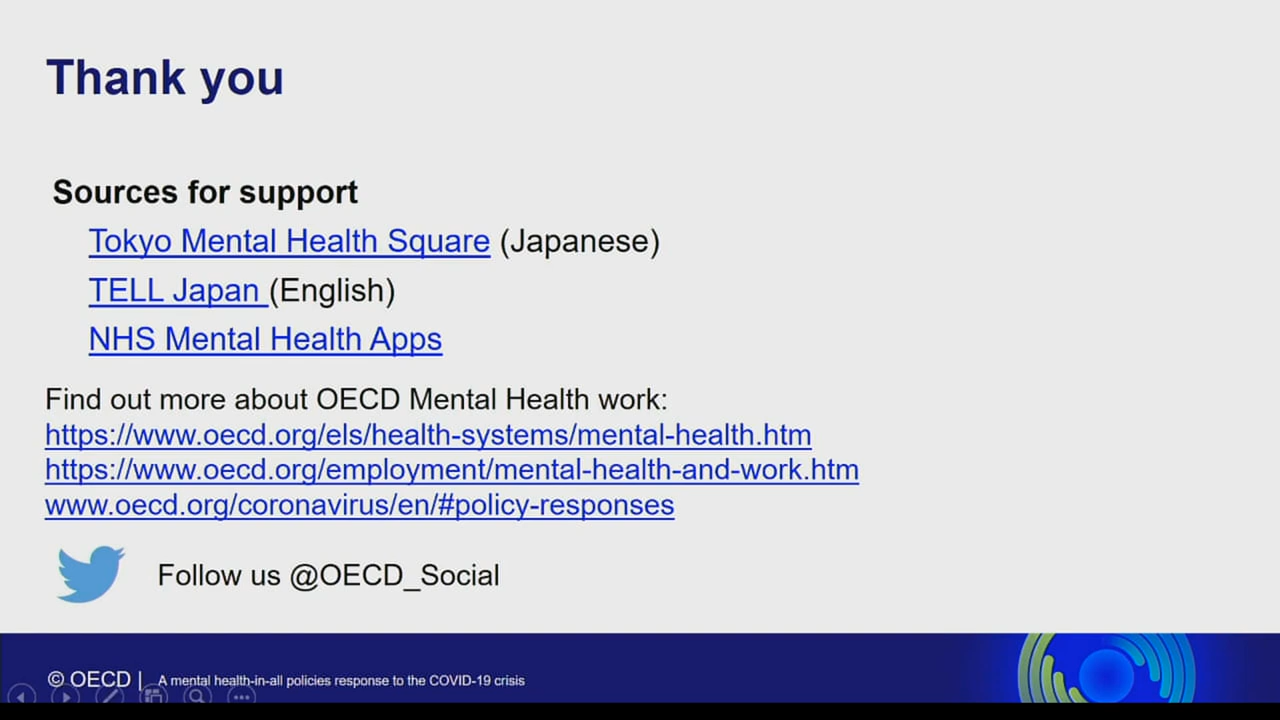 Thank you
Sources for support
Tokyo Mental Health Square (Japanese)
TELL Japan (English)
NHS Mental Health Apps
Find out more about OECD Mental Health work:
https://www.oecd.org/els/health-systems/mental-health.htm
https://www.oecd.org/employment/mental-health-and-work.htm
www.oecd.org/coronavirus/en/#policy-responses
Follow us @OECD_Social
© OECD | A mental health-in-all policies response to the COVID-19 crisis